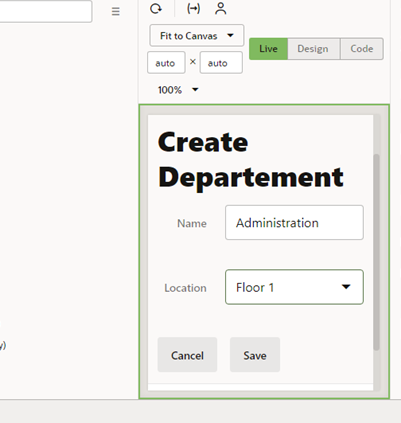 Fit to Canvas
Live Design Code
auto × auto
100%
Create
Departement
Name Administration
Location Floor 1
y)
Cancel Save